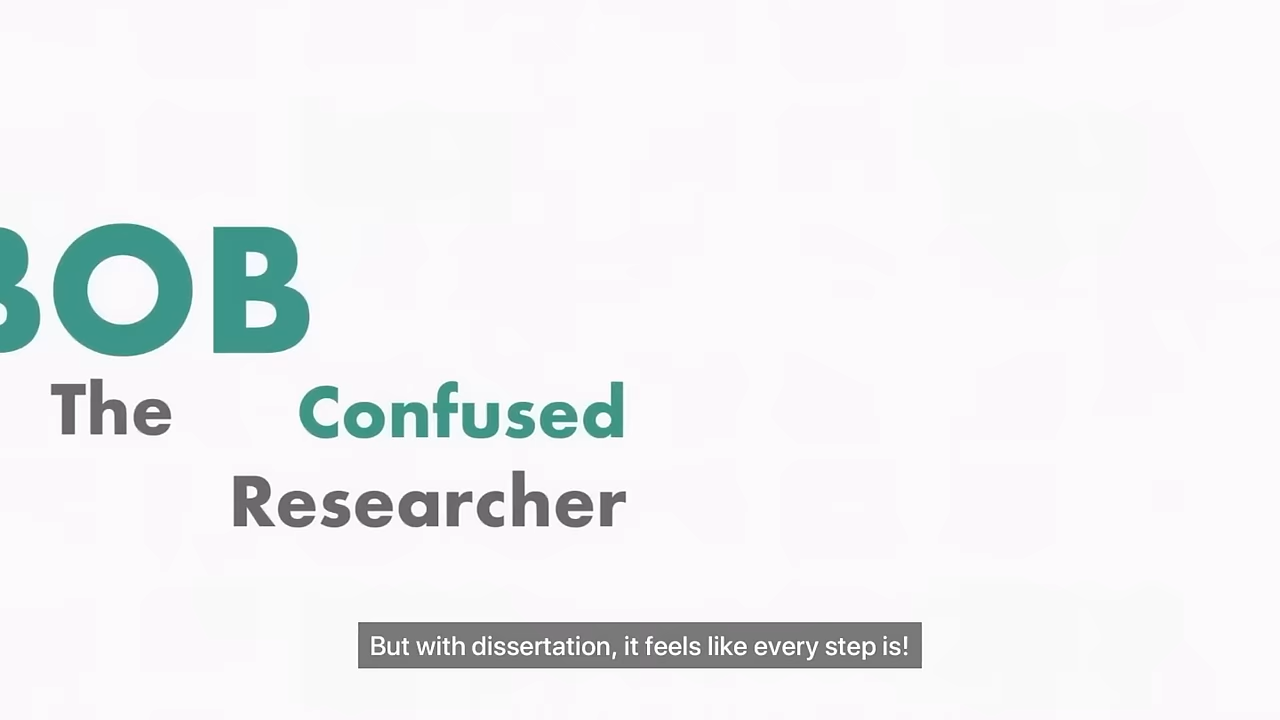 BOB
The Confused
Researcher
But with dissertation, it feels like every step is!